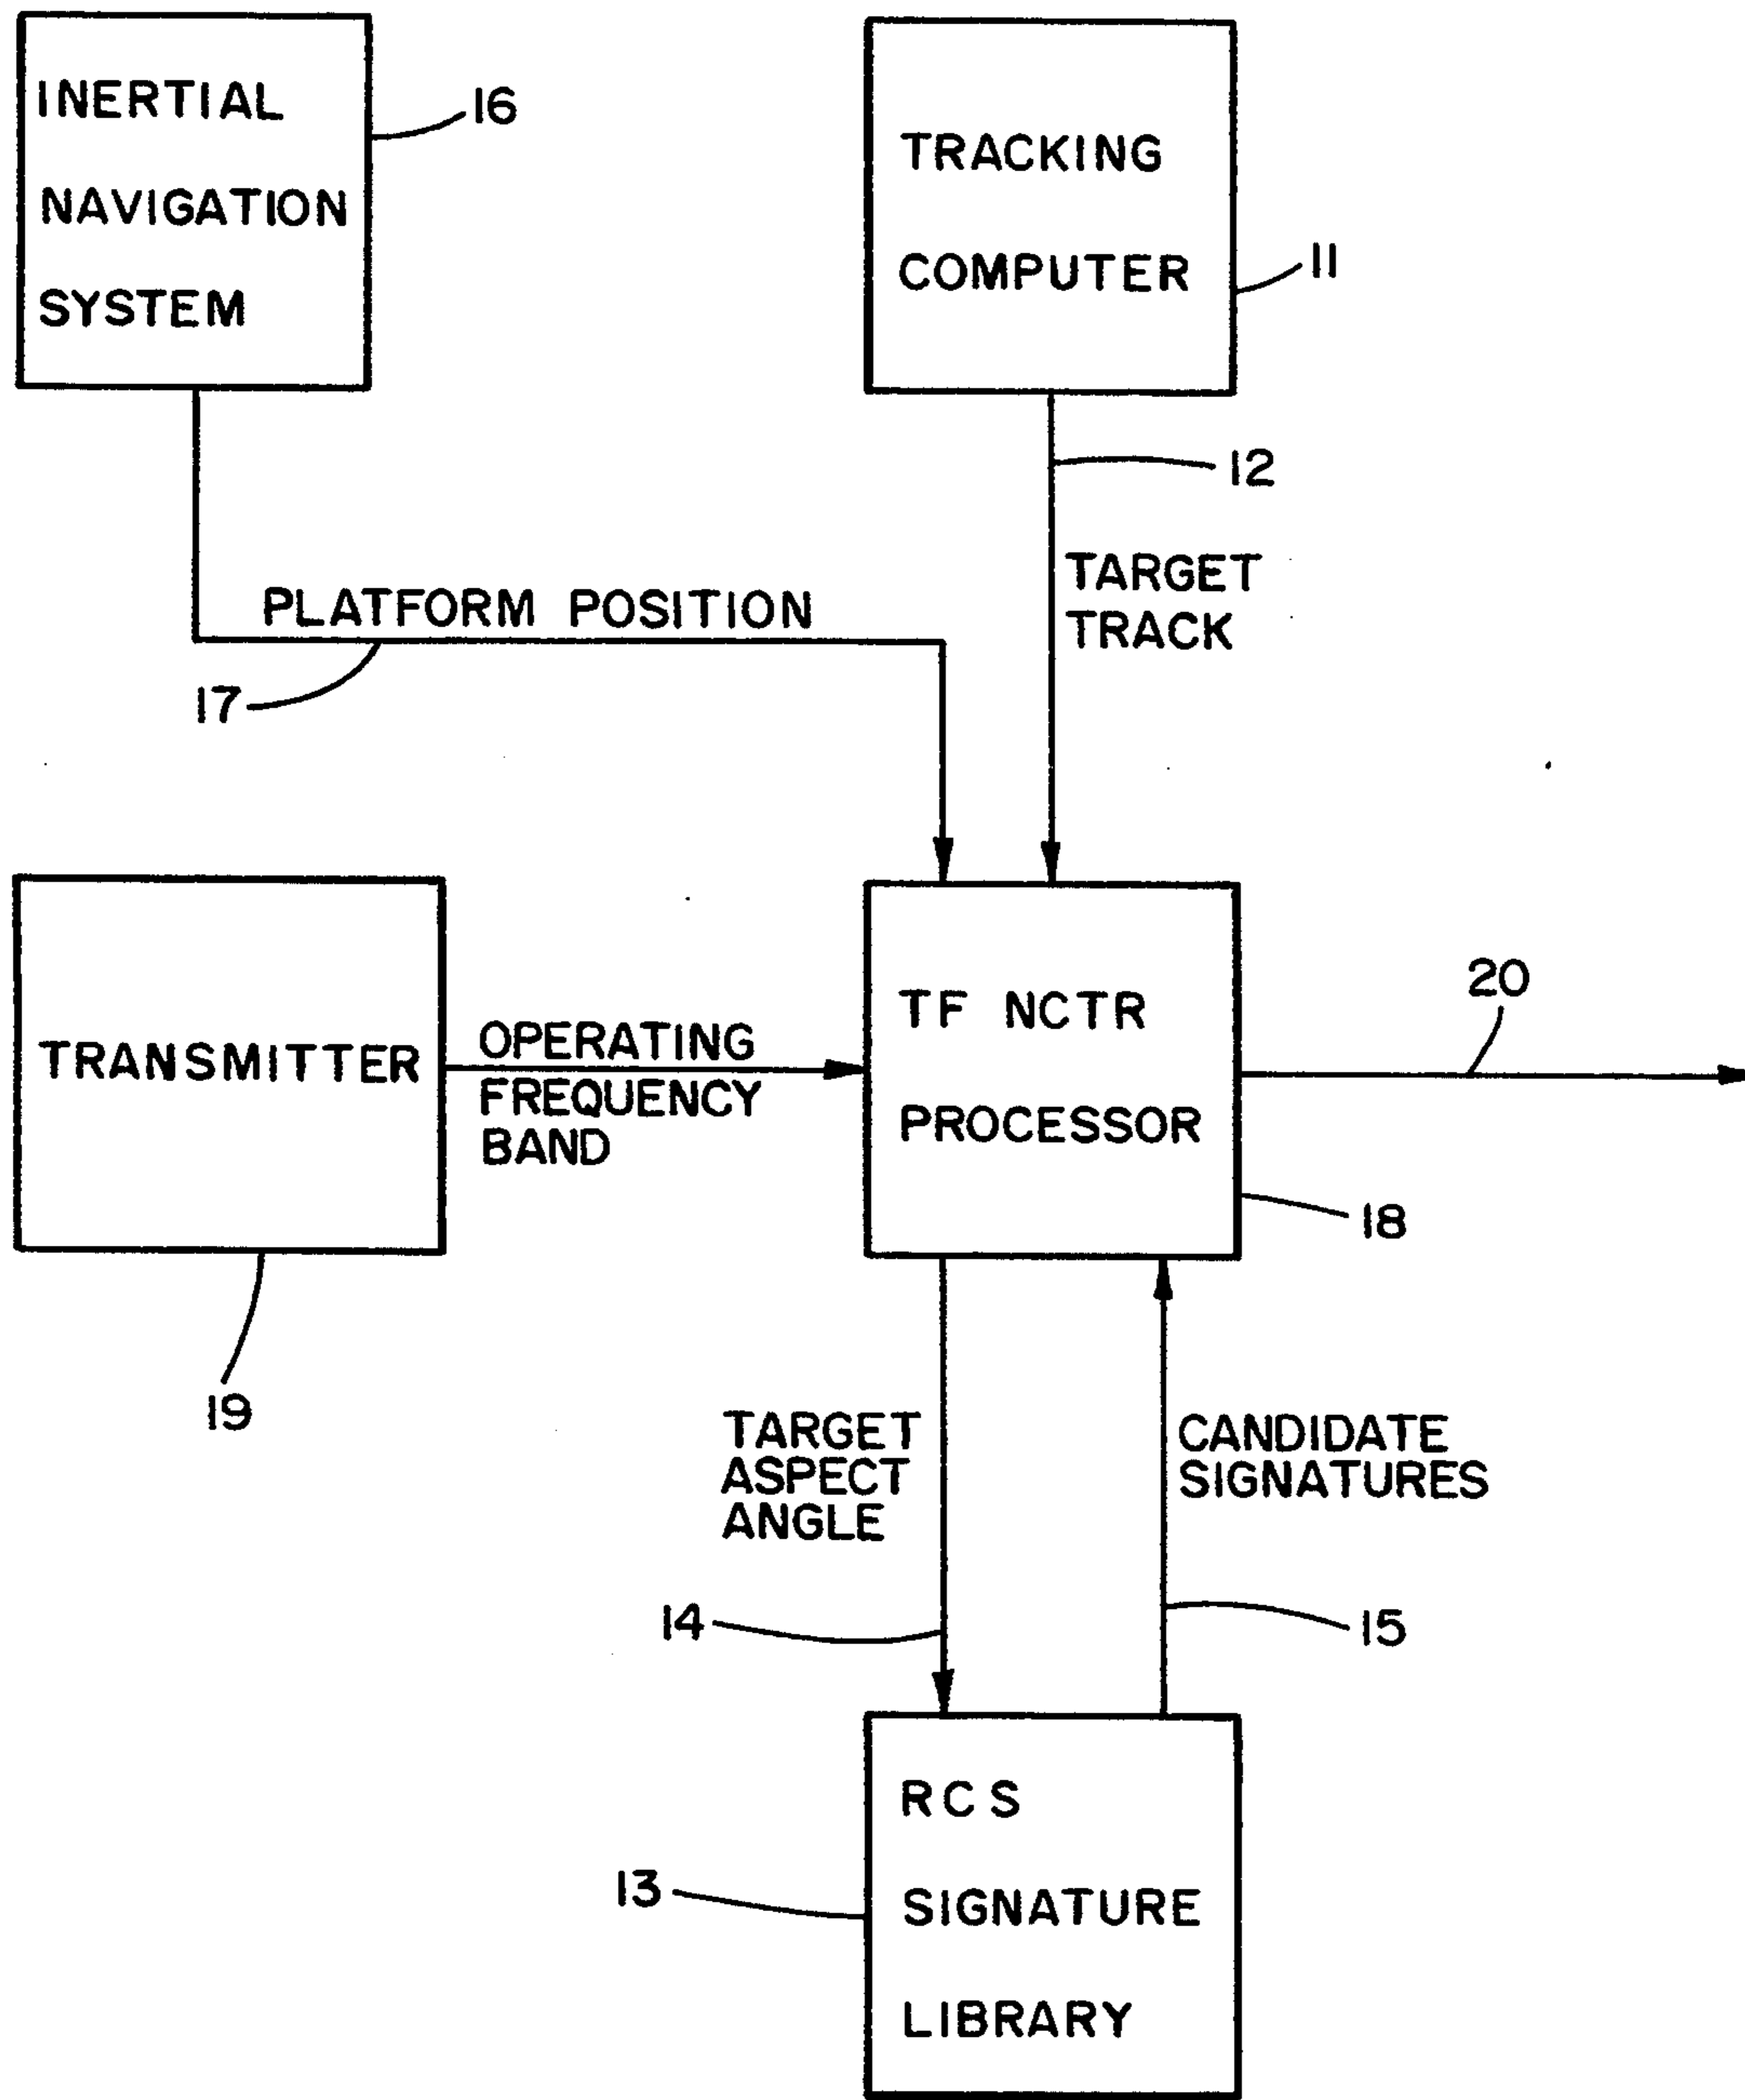 INERTIAL
NAVIGATION
SYSTEM
16
TRACKING
COMPUTER
11
12
TARGET
TRACK
PLATFORM POSITION
17
TRANSMITTER
19
OPERATING
FREQUENCY
BAND
TF NCTR
PROCESSOR
18
20
TARGET
ASPECT
ANGLE
14
CANDIDATE
SIGNATURES
15
RCS
SIGNATURE
LIBRARY
13